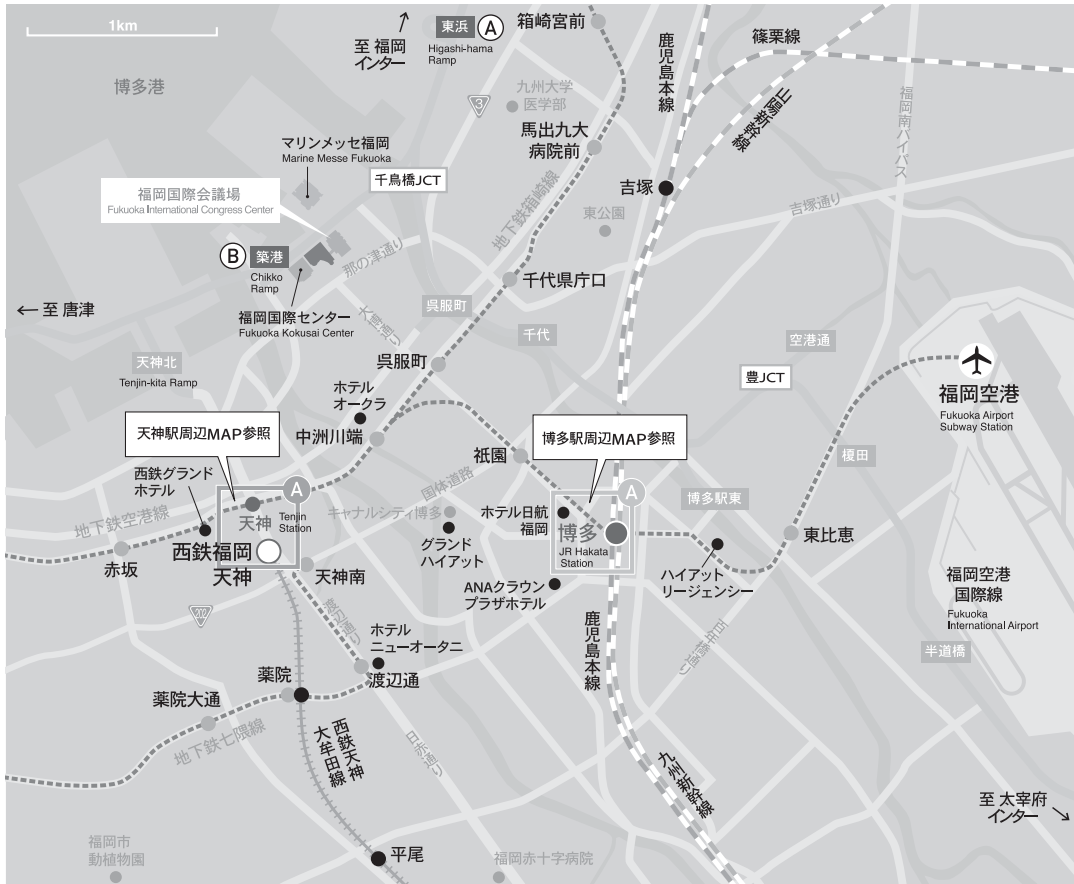 1km
博多港
至 福岡
インター
東浜
A
Higashi-hama
Ramp
箱崎宮前
鹿児島本線
篠栗線
山陽新幹線
福岡南バイパス
3
九州大学
医学部
馬出九大
病院前
マリンメッセ福岡
Marine Messe Fukuoka
千鳥橋JCT
福岡国際会議場
Fukuoka International Congress Center
地下鉄箱崎線
吉塚
東公園
吉塚通り
B
築港
Chikko
Ramp
那の津通り
福岡国際センター
Fukuoka Kokusai Center
大博通り
千代県庁口
← 至 唐津
呉服町
千代
空港通
天神北
Tenjin-kita Ramp
呉服町
豊JCT
福岡空港
Fukuoka Airport
Subway Station
ホテル
オークラ
天神駅周辺MAP参照
中洲川端
博多駅周辺MAP参照
祇園
榎田
西鉄グランド
ホテル
国体道路
A
A
博多駅東
地下鉄空港線
天神
Tenjin
Station
キャナルシティ博多
ホテル日航
福岡
博多
JR Hakata
Station
東比恵
西鉄福岡
天神
赤坂
天神南
グランド
ハイアット
ANAクラウン
プラザホテル
ハイアット
リージェンシー
福岡空港
国際線
Fukuoka
International Airport
202
渡辺通り
ホテル
ニューオータニ
鹿児島本線
百年橋通り
半道橋
薬院
渡辺通
薬院大通
地下鉄七隈線
西鉄天神
大牟田線
日赤通り
九州新幹線
至 太宰府
インター
福岡市
動植物園
平尾
福岡赤十字病院